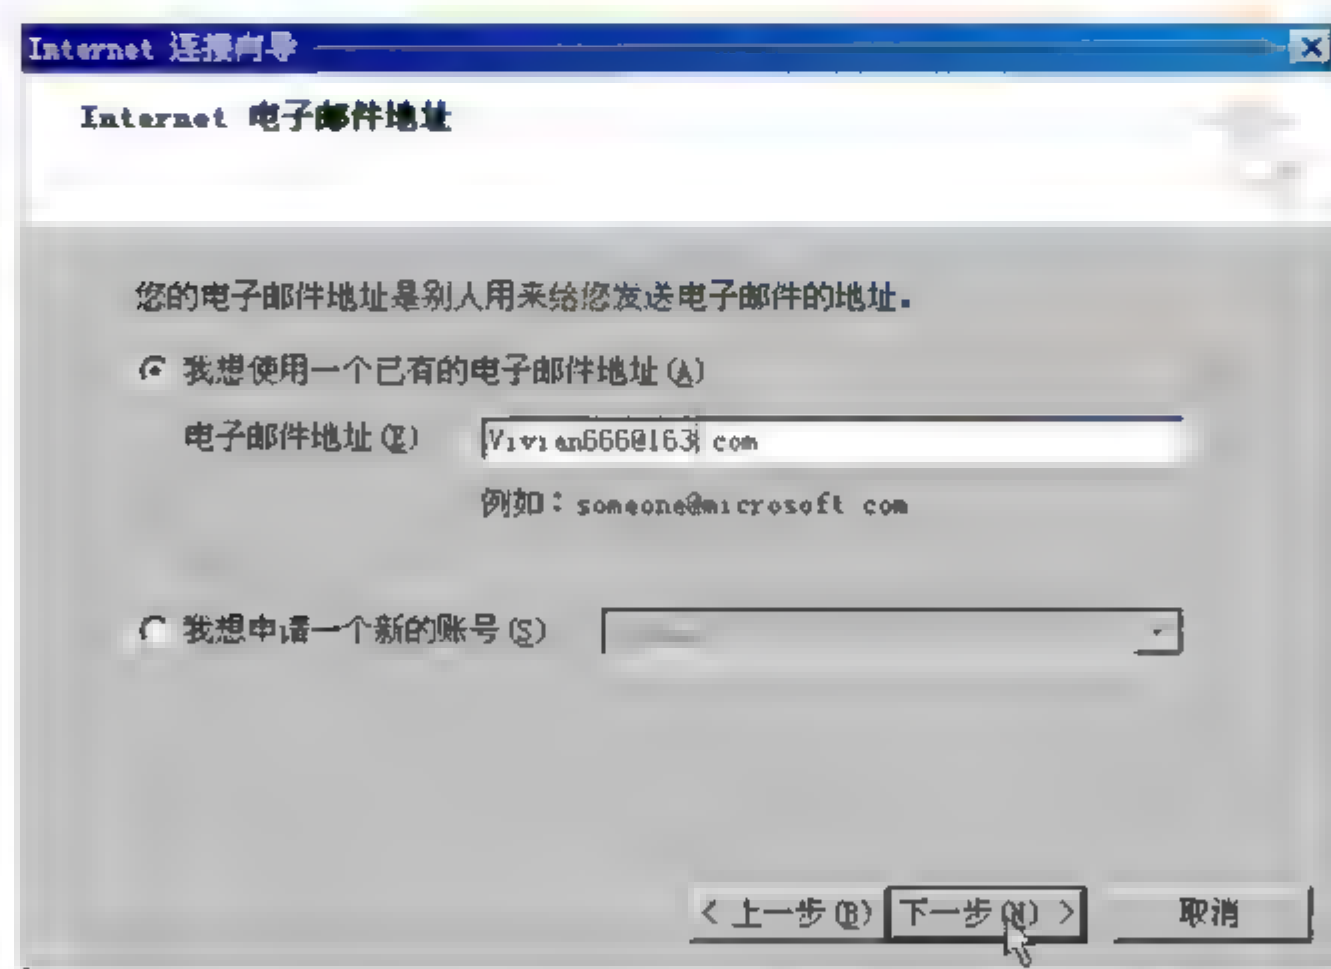 Internet 连接向导
Internet 电子邮件地址
您的电子邮件地址是别人用来给您发送电子邮件的地址。
我想使用一个已有的电子邮件地址(A)
电子邮件地址(E) Vivian666@163.com
例如：someone@microsoft com
我想申请一个新的账号(S)
< 上一步(B) 下一步(N) > 取消